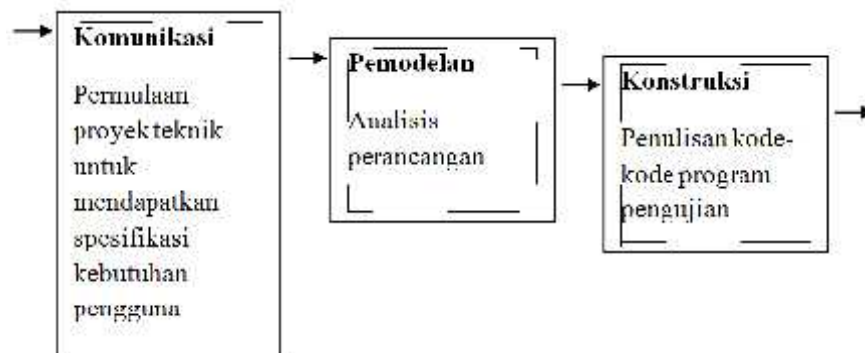 Komunikasi
Permulaan
proyek teknik
untuk
mendapatkan
spesifikasi
kebutuhan
pengguna
Pemodelan
Analisis
perancangan
Konstruksi
Penulisan kode-
kode program
pengujian